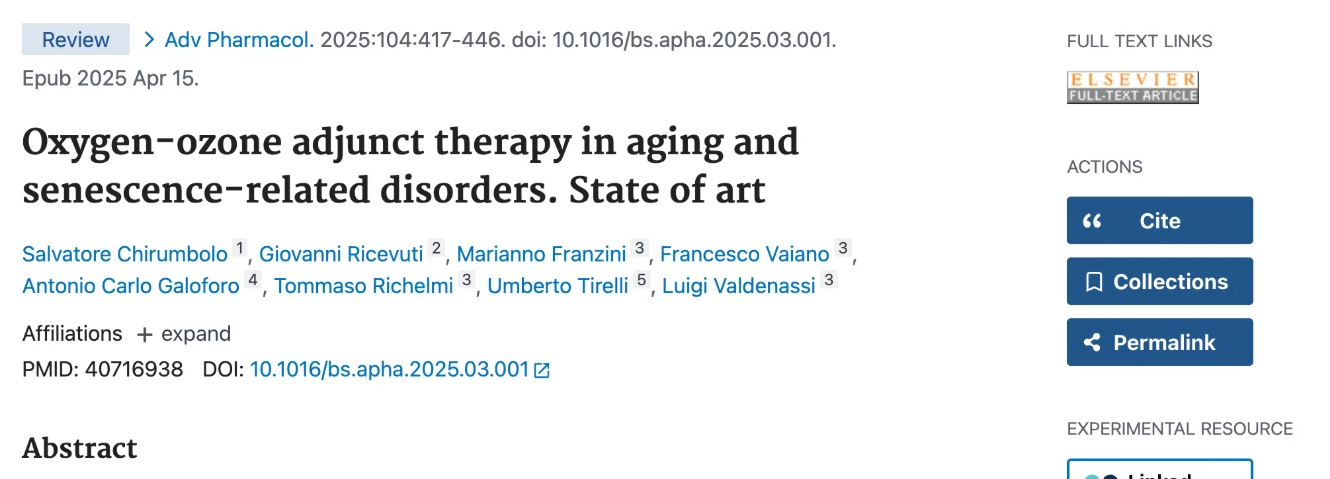 Review > Adv Pharmacol. 2025:104:417-446. doi: 10.1016/bs.apha.2025.03.001.
Epub 2025 Apr 15.
Oxygen-ozone adjunct therapy in aging and
senescence-related disorders. State of art
Salvatore Chirumbolo 1, Giovanni Ricevuti 2, Marianno Franzini 3, Francesco Vaiano 3,
Antonio Carlo Galoforo 4, Tommaso Richelmi 3, Umberto Tirelli 5, Luigi Valdenassi 3
Affiliations + expand
PMID: 40716938 DOI: 10.1016/bs.apha.2025.03.001
Abstract
FULL TEXT LINKS
ELSEVIER
FULL-TEXT ARTICLE
ACTIONS
Cite
Collections
Permalink
EXPERIMENTAL RESOURCE
Linked